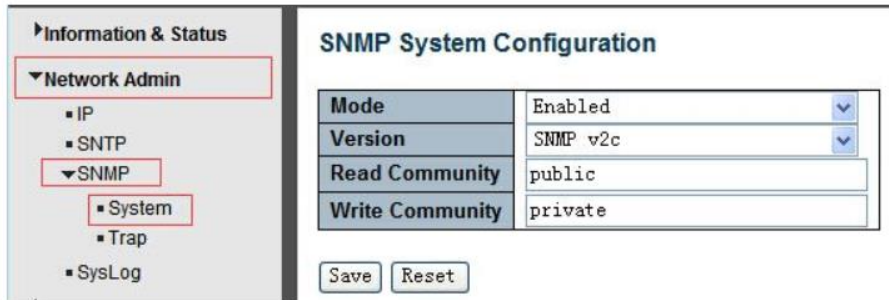 Information & Status
Network Admin
IP
SNTP
SNMP
System
Trap
SysLog
SNMP System Configuration
Mode Enabled
Version SNMP v2c
Read Community public
Write Community private
Save Reset